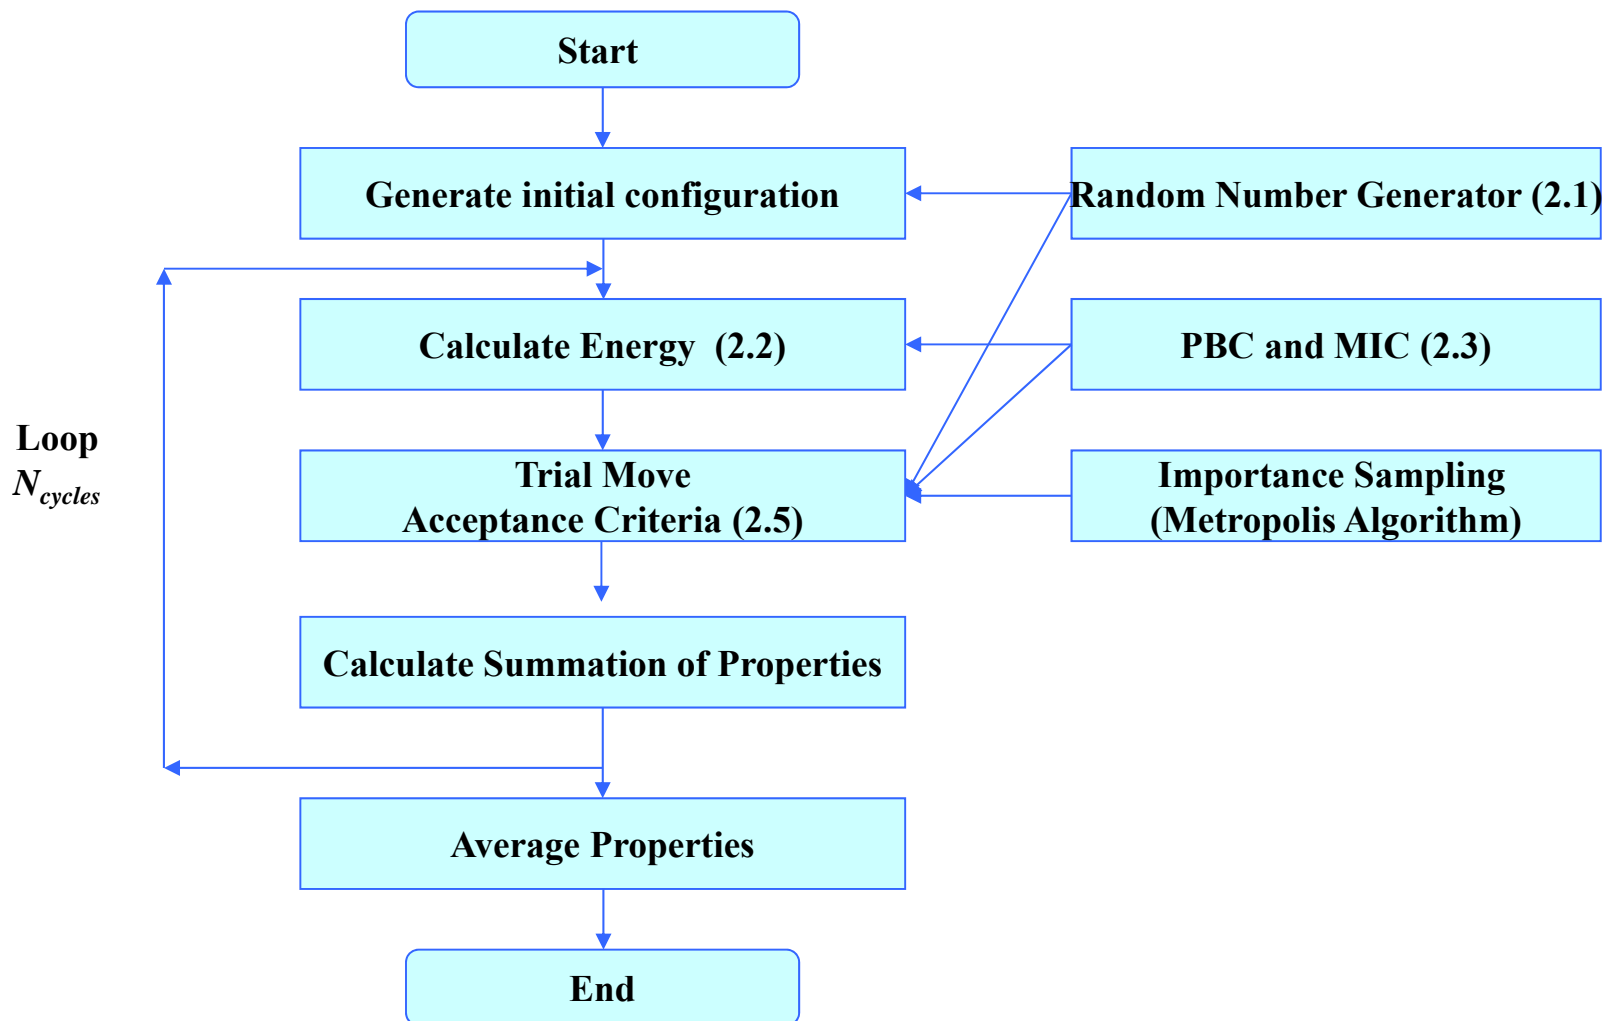 Start
Generate initial configuration
Random Number Generator (2.1)
Calculate Energy (2.2)
PBC and MIC (2.3)
Loop
N_cycles
Trial Move
Acceptance Criteria (2.5)
Importance Sampling
(Metropolis Algorithm)
Calculate Summation of Properties
Average Properties
End